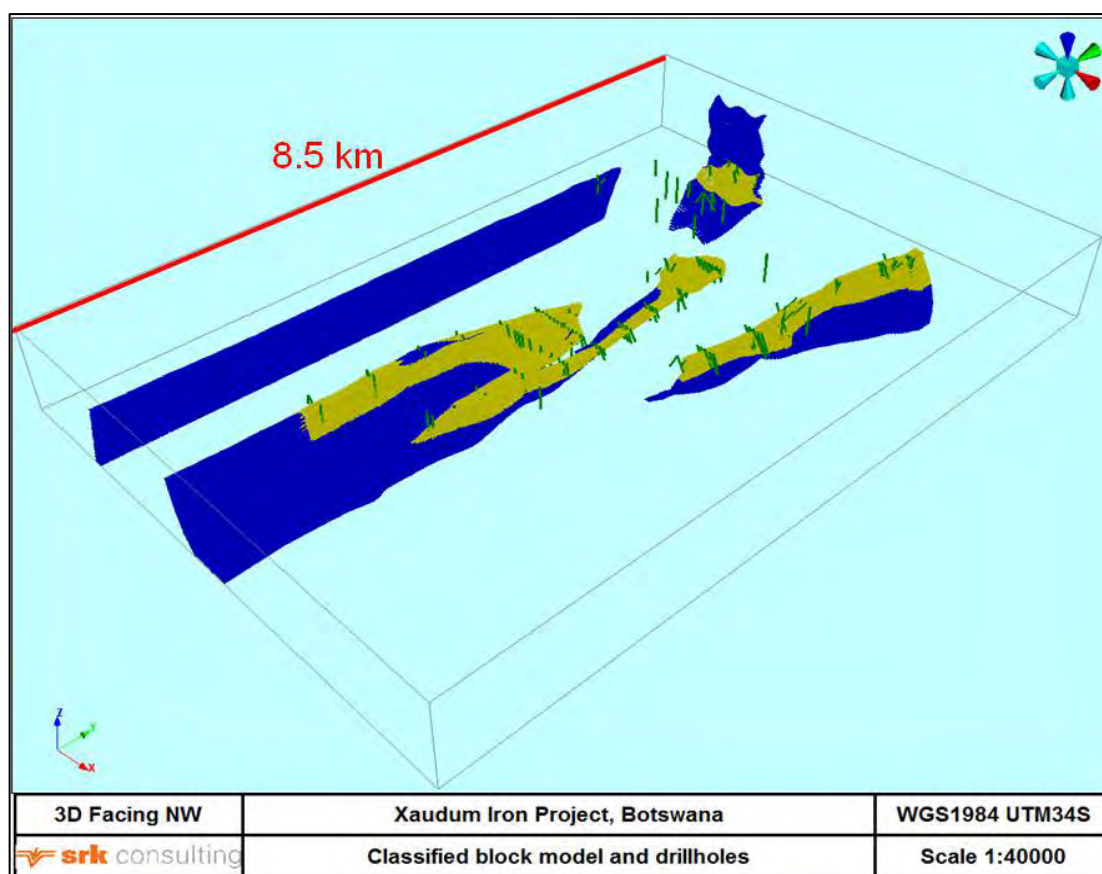 8.5 km
Z
Y
X
3D Facing NW
Xaudum Iron Project, Botswana
WGS1984 UTM34S
srk consulting
Classified block model and drillholes
Scale 1:40000